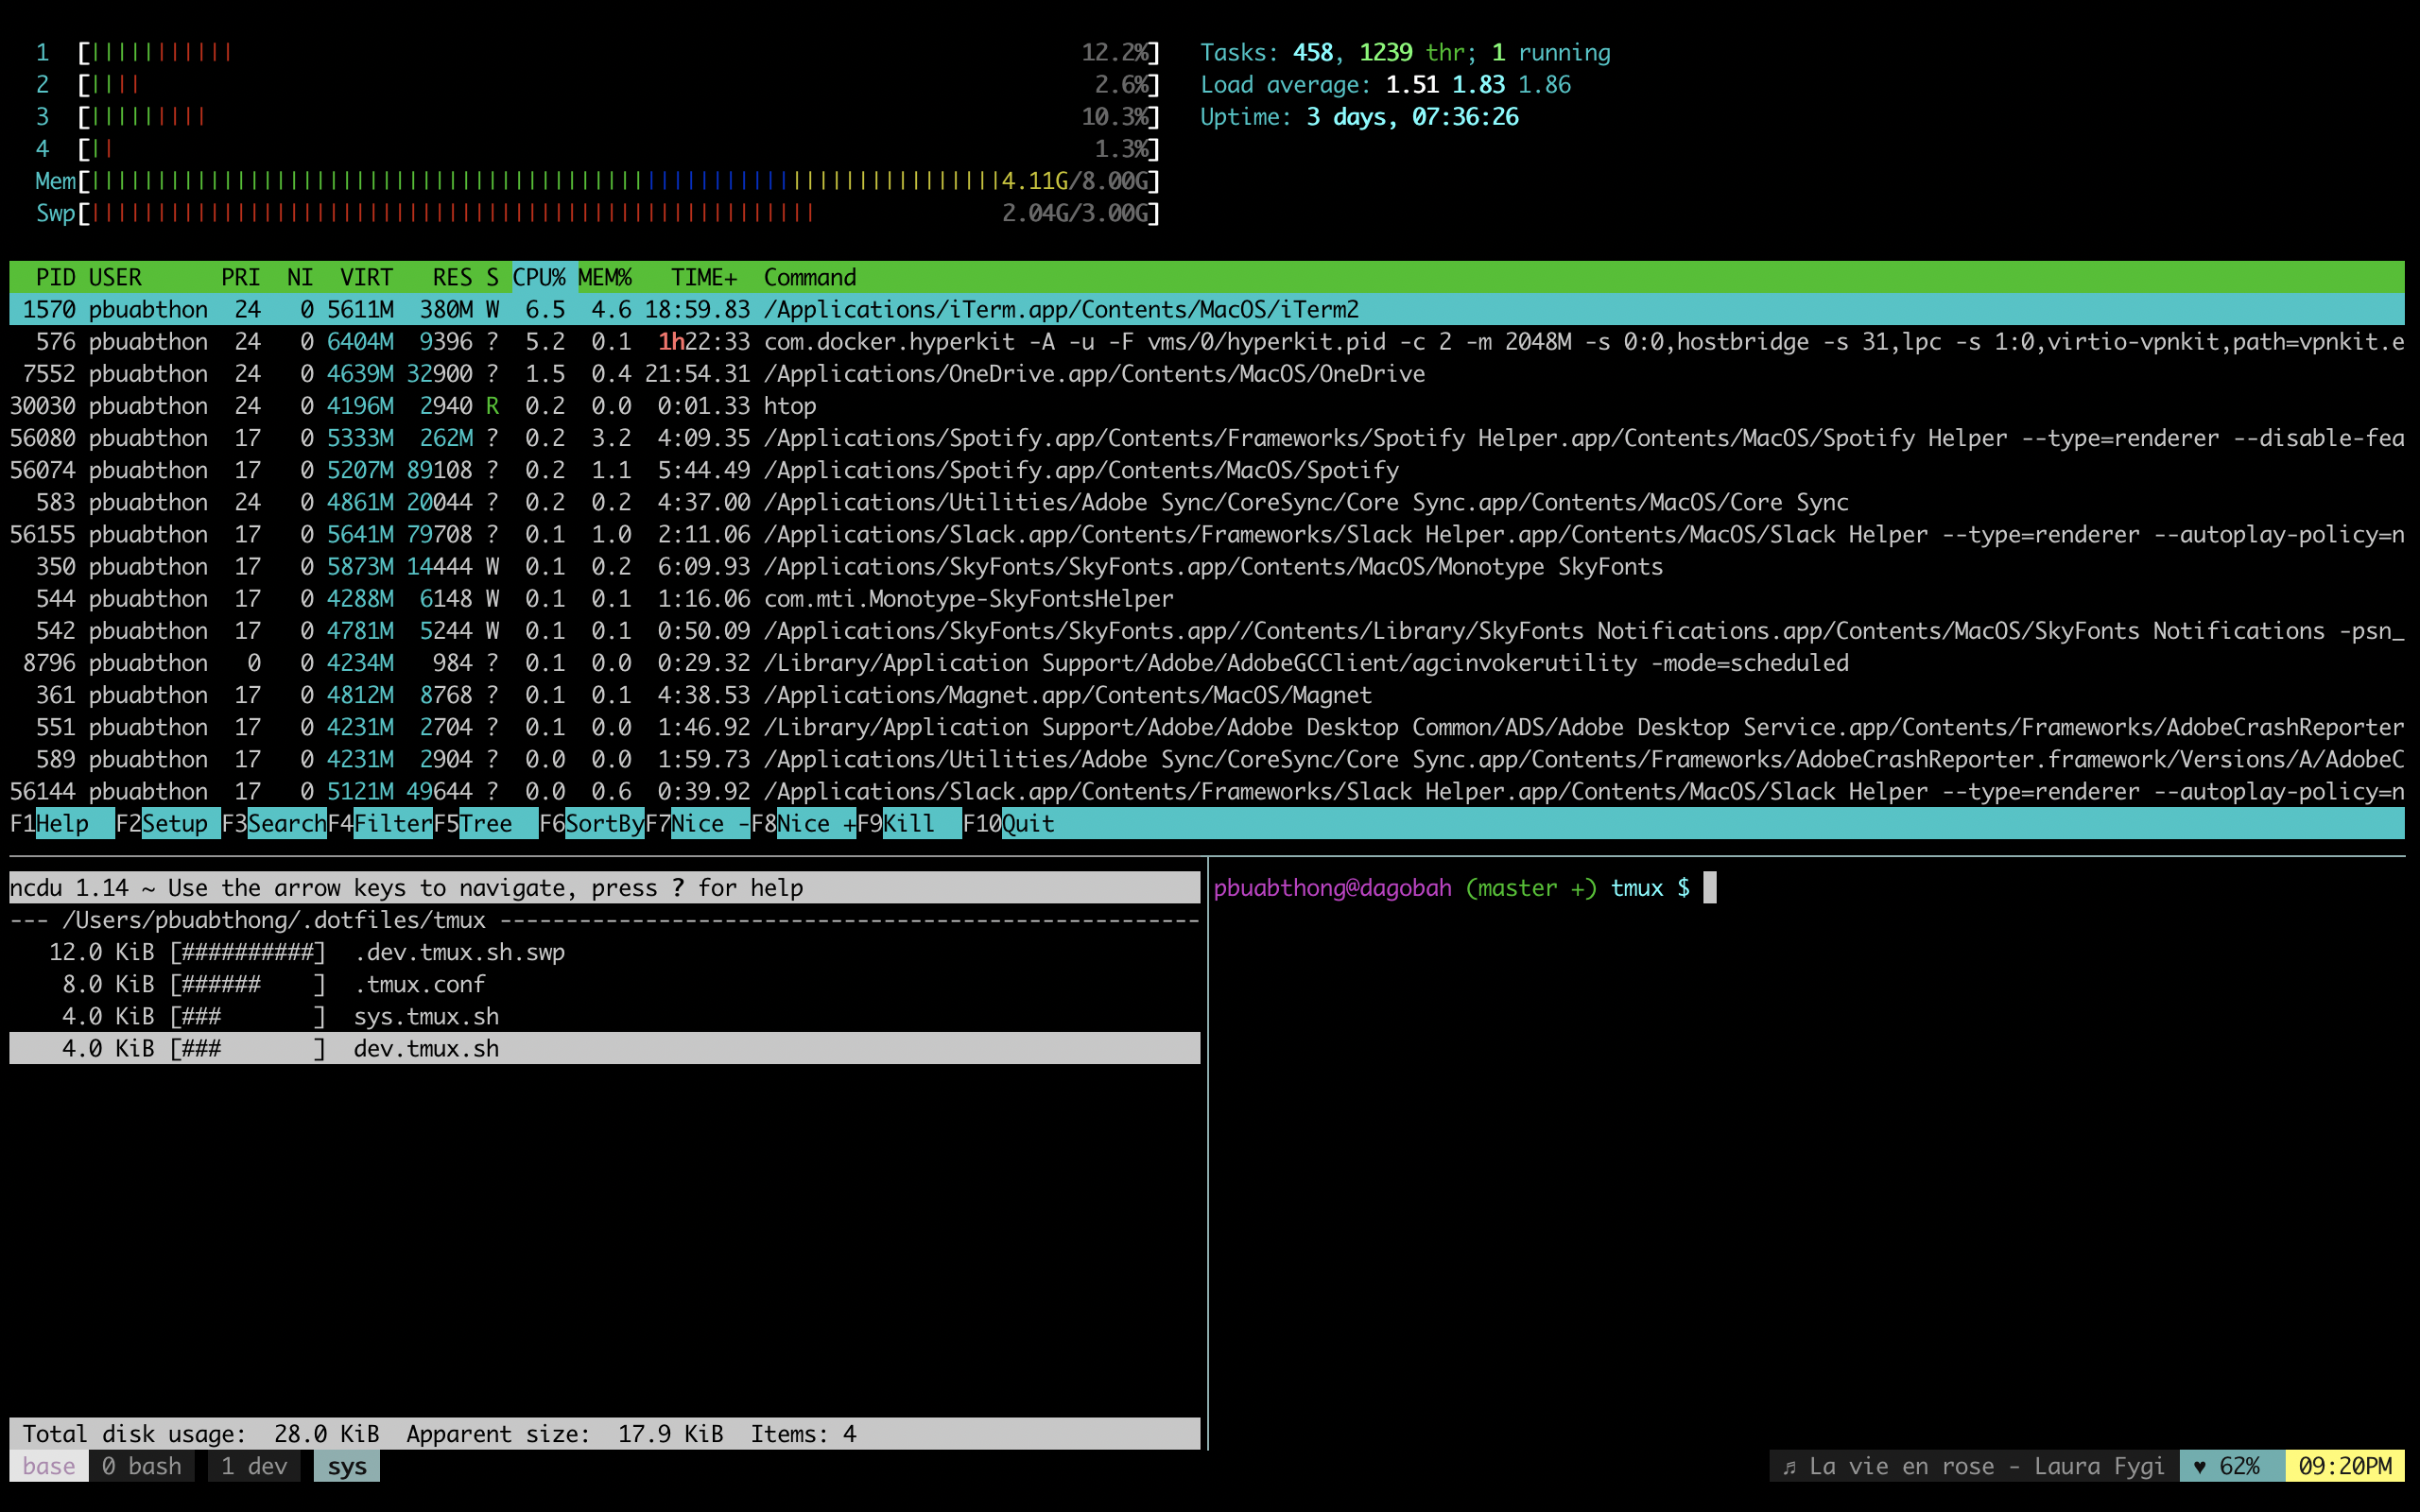 1 [||||||||||| 12.2%] Tasks: 458, 1239 thr; 1 running
2 [|||| 2.6%] Load average: 1.51 1.83 1.86
3 [||||||||| 10.3%] Uptime: 3 days, 07:36:26
4 [|| 1.3%]
Mem[||||||||||||||||||||||||||||||||||||||||||||||||||||||||||||||||||||| 4.11G/8.00G]
Swp[||||||||||||||||||||||||||||||||||||||||||||||||||||||| 2.04G/3.00G]
PID USER PRI NI VIRT RES S CPU% MEM% TIME+ Command
1570 pbuabthon 24 0 5611M 380M W 6.5 4.6 18:59.83 /Applications/iTerm.app/Contents/MacOS/iTerm2
576 pbuabthon 24 0 6404M 9396 ? 5.2 0.1 1h22:33 com.docker.hyperkit -A -u -F vms/0/hyperkit.pid -c 2 -m 2048M -s 0:0,hostbridge -s 31,lpc -s 1:0,virtio-vpnkit,path=vpnkit.e
7552 pbuabthon 24 0 4639M 32900 ? 1.5 0.4 21:54.31 /Applications/OneDrive.app/Contents/MacOS/OneDrive
30030 pbuabthon 24 0 4196M 2940 R 0.2 0.0 0:01.33 htop
56080 pbuabthon 17 0 5333M 262M ? 0.2 3.2 4:09.35 /Applications/Spotify.app/Contents/Frameworks/Spotify Helper.app/Contents/MacOS/Spotify Helper --type=renderer --disable-fea
56074 pbuabthon 17 0 5207M 89108 ? 0.2 1.1 5:44.49 /Applications/Spotify.app/Contents/MacOS/Spotify
583 pbuabthon 24 0 4861M 20044 ? 0.2 0.2 4:37.00 /Applications/Utilities/Adobe Sync/CoreSync/Core Sync.app/Contents/MacOS/Core Sync
56155 pbuabthon 17 0 5641M 79708 ? 0.1 1.0 2:11.06 /Applications/Slack.app/Contents/Frameworks/Slack Helper.app/Contents/MacOS/Slack Helper --type=renderer --autoplay-policy=n
350 pbuabthon 17 0 5873M 14444 W 0.1 0.2 6:09.93 /Applications/SkyFonts/SkyFonts.app/Contents/MacOS/Monotype SkyFonts
544 pbuabthon 17 0 4288M 6148 W 0.1 0.1 1:16.06 com.mti.Monotype-SkyFontsHelper
542 pbuabthon 17 0 4781M 5244 W 0.1 0.1 0:50.09 /Applications/SkyFonts/SkyFonts.app//Contents/Library/SkyFonts Notifications.app/Contents/MacOS/SkyFonts Notifications -psn_
8796 pbuabthon 0 0 4234M 984 ? 0.1 0.0 0:29.32 /Library/Application Support/Adobe/AdobeGCClient/agcinvokerutility -mode=scheduled
361 pbuabthon 17 0 4812M 8768 ? 0.1 0.1 4:38.53 /Applications/Magnet.app/Contents/MacOS/Magnet
551 pbuabthon 17 0 4231M 2704 ? 0.1 0.0 1:46.92 /Library/Application Support/Adobe/Adobe Desktop Common/ADS/Adobe Desktop Service.app/Contents/Frameworks/AdobeCrashReporter
589 pbuabthon 17 0 4231M 2904 ? 0.0 0.0 1:59.73 /Applications/Utilities/Adobe Sync/CoreSync/Core Sync.app/Contents/Frameworks/AdobeCrashReporter.framework/Versions/A/AdobeC
56144 pbuabthon 17 0 5121M 49644 ? 0.0 0.6 0:39.92 /Applications/Slack.app/Contents/Frameworks/Slack Helper.app/Contents/MacOS/Slack Helper --type=renderer --autoplay-policy=n
F1Help F2Setup F3SearchF4FilterF5Tree F6SortByF7Nice -F8Nice +F9Kill F10Quit
ncdu 1.14 ~ Use the arrow keys to navigate, press ? for help
--- /Users/pbuabthong/.dotfiles/tmux -----------------------------------------------------
12.0 KiB [##########] .dev.tmux.sh.swp
8.0 KiB [###### ] .tmux.conf
4.0 KiB [### ] sys.tmux.sh
4.0 KiB [### ] dev.tmux.sh
Total disk usage: 28.0 KiB Apparent size: 17.9 KiB Items: 4
pbuabthong@dagobah (master +) tmux $
base 0 bash 1 dev sys ♬ La vie en rose - Laura Fygi ♥ 62% 09:20PM